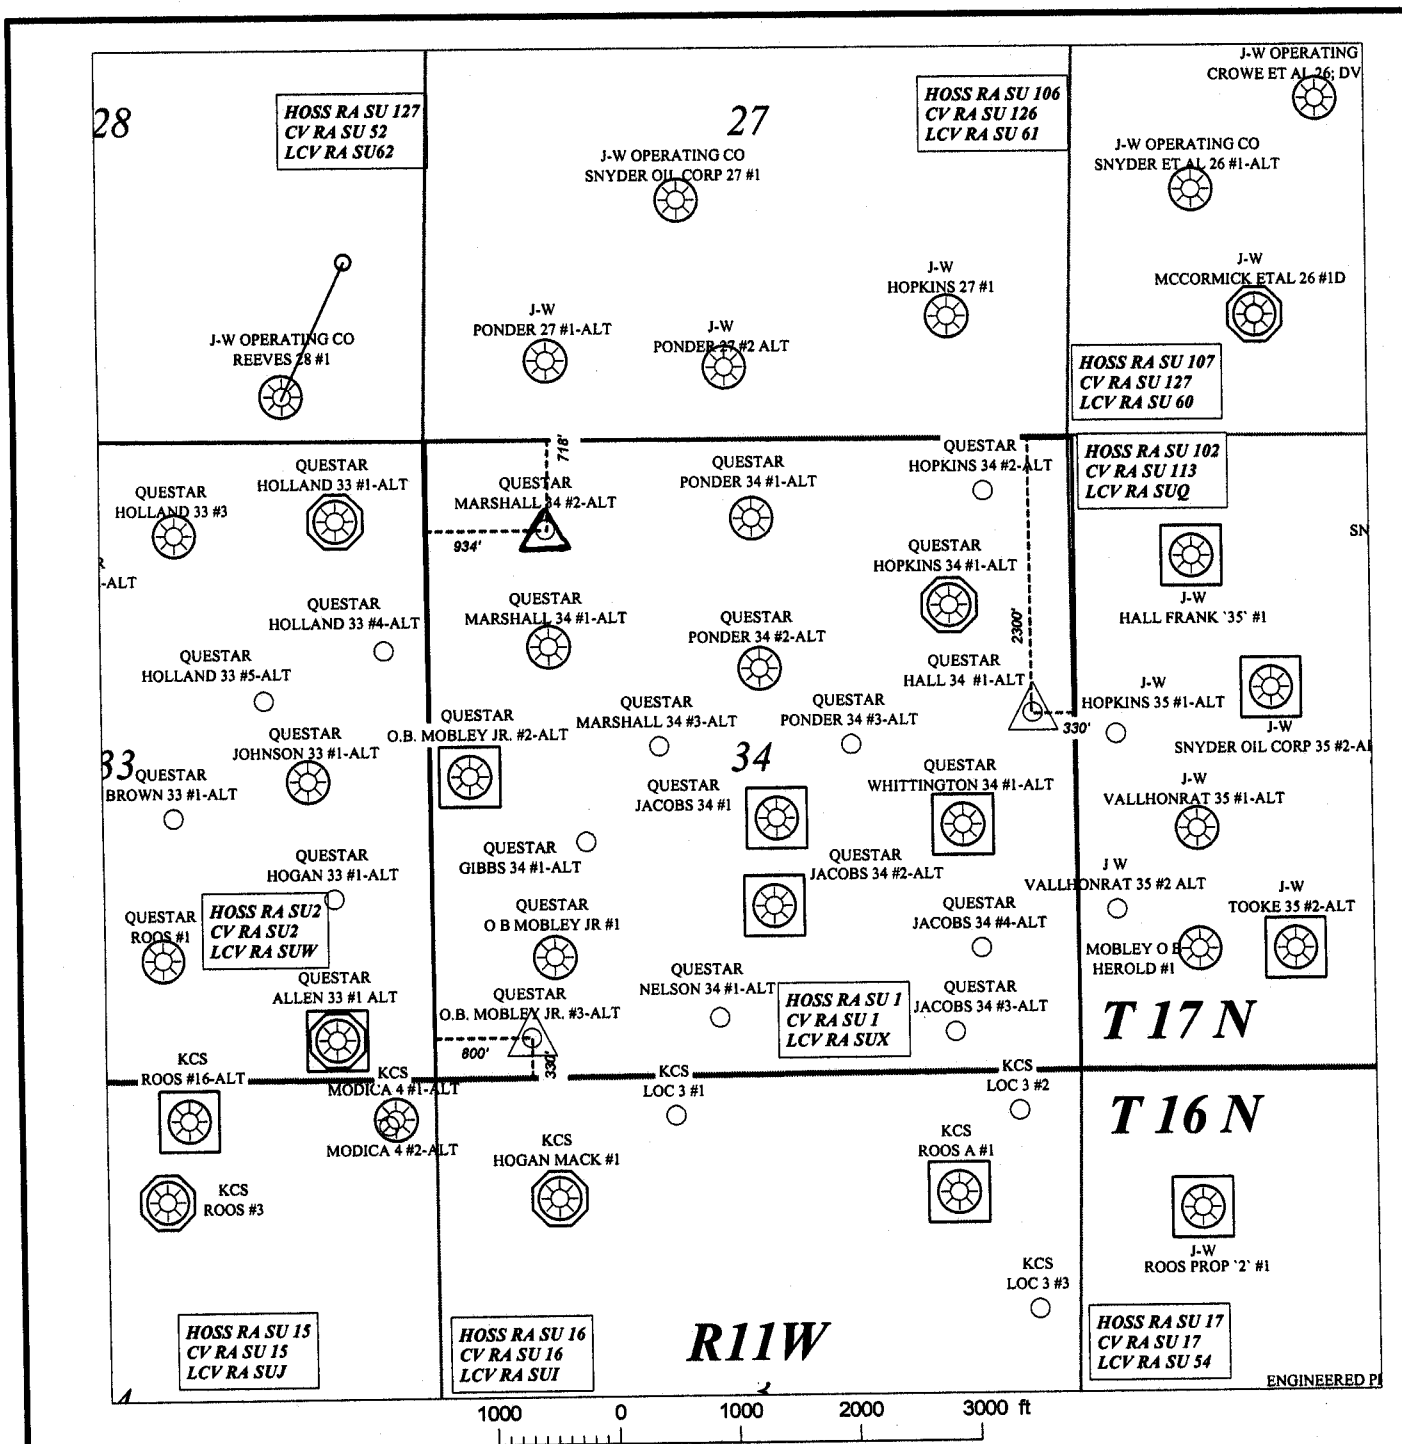 J-W OPERATING
CROWE ET AL 26; DV
28
HOSS RA SU 127
CV RA SU 52
LCV RA SU62
27
HOSS RA SU 106
CV RA SU 126
LCV RA SU 61
J-W OPERATING CO
SNYDER OIL CORP 27 #1
J-W OPERATING CO
SNYDER ET AL 26 #1-ALT
J-W
HOPKINS 27 #1
J-W
MCCORMICK ETAL 26 #1D
J-W
PONDER 27 #1-ALT
J-W
PONDER 27 #2 ALT
J-W OPERATING CO
REEVES 28 #1
HOSS RA SU 107
CV RA SU 127
LCV RA SU 60
718'
QUESTAR
HOPKINS 34 #2-ALT
HOSS RA SU 102
CV RA SU 113
LCV RA SUQ
QUESTAR
HOLLAND 33 #3
QUESTAR
HOLLAND 33 #1-ALT
QUESTAR
MARSHALL 34 #2-ALT
QUESTAR
PONDER 34 #1-ALT
934'
SN
R
-ALT
QUESTAR
HOPKINS 34 #1-ALT
J-W
HALL FRANK `35` #1
QUESTAR
HOLLAND 33 #4-ALT
QUESTAR
MARSHALL 34 #1-ALT
QUESTAR
PONDER 34 #2-ALT
2300'
QUESTAR
HOLLAND 33 #5-ALT
QUESTAR
HALL 34 #1-ALT
J-W
HOPKINS 35 #1-ALT
QUESTAR
O.B. MOBLEY JR. #2-ALT
QUESTAR
MARSHALL 34 #3-ALT
QUESTAR
PONDER 34 #3-ALT
330'
J-W
SNYDER OIL CORP 35 #2-Al
33
QUESTAR
JOHNSON 33 #1-ALT
34
QUESTAR
BROWN 33 #1-ALT
QUESTAR
JACOBS 34 #1
QUESTAR
WHITTINGTON 34 #1-ALT
J-W
VALLHONRAT 35 #1-ALT
QUESTAR
HOGAN 33 #1-ALT
QUESTAR
GIBBS 34 #1-ALT
QUESTAR
JACOBS 34 #2-ALT
J W
VALLHONRAT 35 #2 ALT
J-W
TOOKE 35 #2-ALT
QUESTAR
ROOS #1
HOSS RA SU2
CV RA SU2
LCV RA SUW
QUESTAR
O B MOBLEY JR #1
QUESTAR
JACOBS 34 #4-ALT
MOBLEY O B
HEROLD #1
QUESTAR
ALLEN 33 #1 ALT
QUESTAR
O.B. MOBLEY JR. #3-ALT
QUESTAR
NELSON 34 #1-ALT
HOSS RA SU 1
CV RA SU 1
LCV RA SUX
QUESTAR
JACOBS 34 #3-ALT
T 17 N
800'
330'
KCS
ROOS #16-ALT
KCS
MODICA 4 #1-ALT
KCS
LOC 3 #1
KCS
LOC 3 #2
T 16 N
MODICA 4 #2-ALT
KCS
HOGAN MACK #1
KCS
ROOS A #1
KCS
ROOS #3
J-W
ROOS PROP `2` #1
KCS
LOC 3 #3
HOSS RA SU 15
CV RA SU 15
LCV RA SUJ
HOSS RA SU 16
CV RA SU 16
LCV RA SUI
R11W
HOSS RA SU 17
CV RA SU 17
LCV RA SU 54
ENGINEERED
1000 0 1000 2000 3000 ft